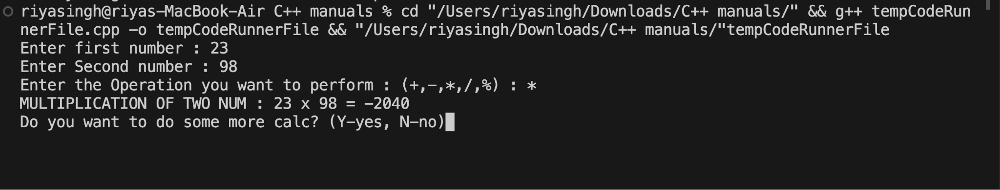 riyasingh@riyas-MacBook-Air C++ manuals % cd "/Users/riyasingh/Downloads/C++ manuals/" && g++ tempCodeRun
nerFile.cpp -o tempCodeRunnerFile && "/Users/riyasingh/Downloads/C++ manuals/"tempCodeRunnerFile
Enter first number : 23
Enter Second number : 98
Enter the Operation you want to perform : (+,-,*,/,%) : *
MULTIPLICATION OF TWO NUM : 23 x 98 = -2040
Do you want to do some more calc? (Y-yes, N-no)